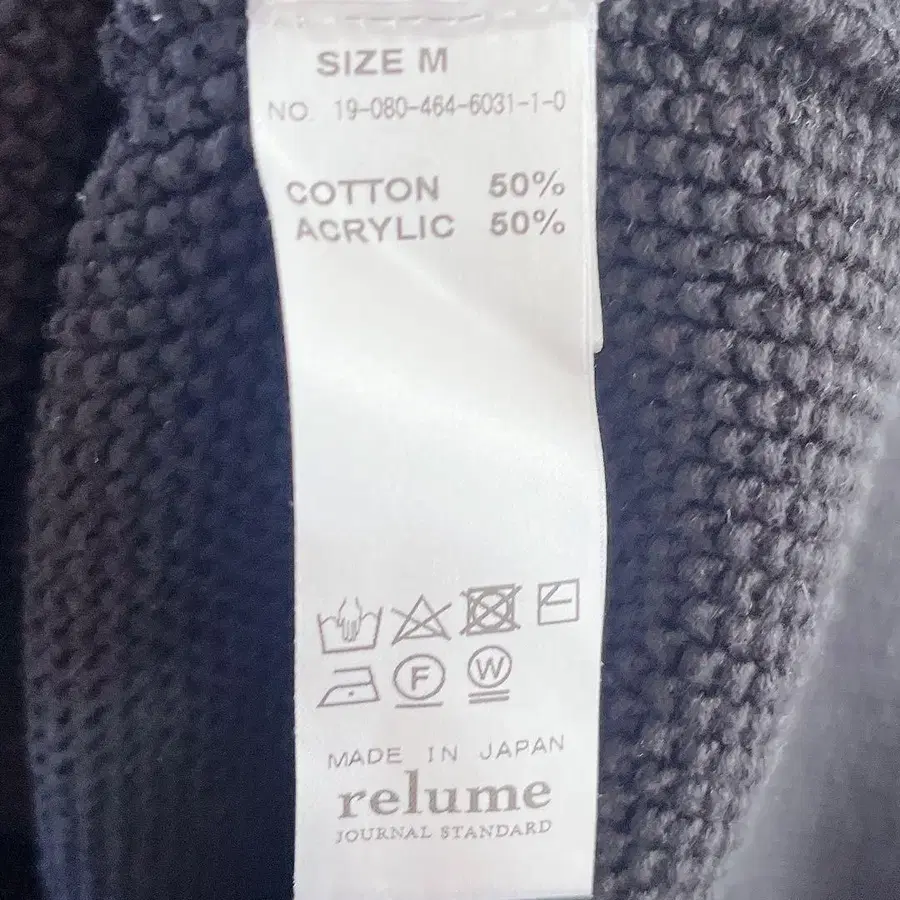 SIZE M
NO. 19-080-464-6031-1-0
COTTON 50%
ACRYLIC 50%
F W
MADE IN JAPAN
relume
JOURNAL STANDARD